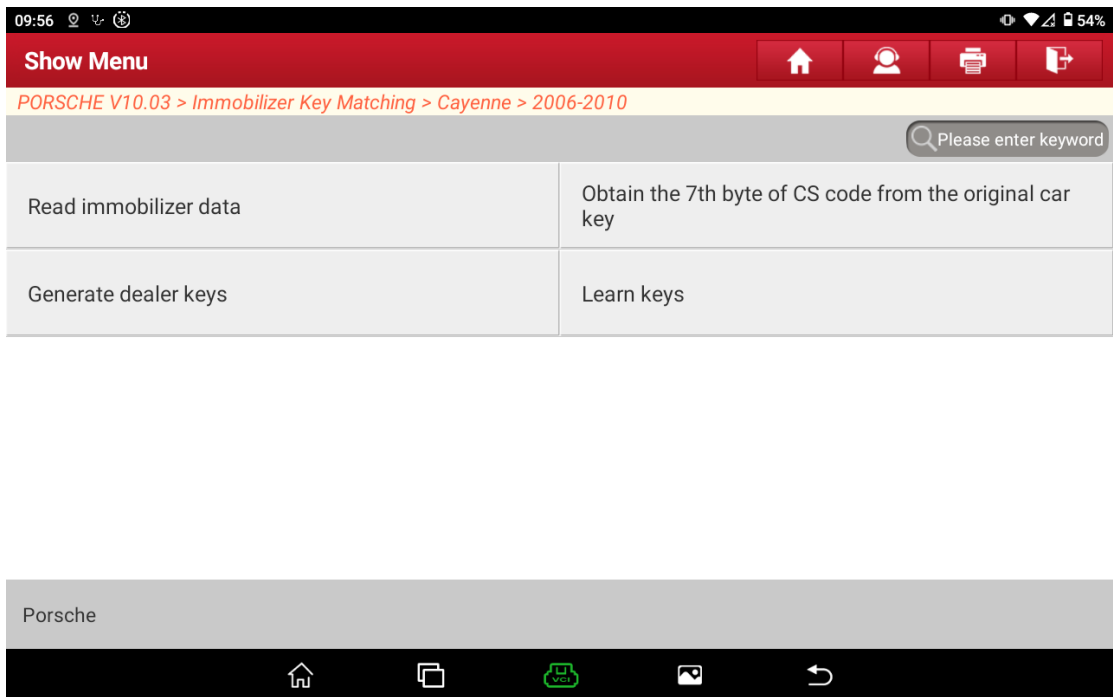 09:56 54%
Show Menu
PORSCHE V10.03 > Immobilizer Key Matching > Cayenne > 2006-2010
Please enter keyword
Read immobilizer data
Obtain the 7th byte of CS code from the original car
key
Generate dealer keys
Learn keys
Porsche
VCI